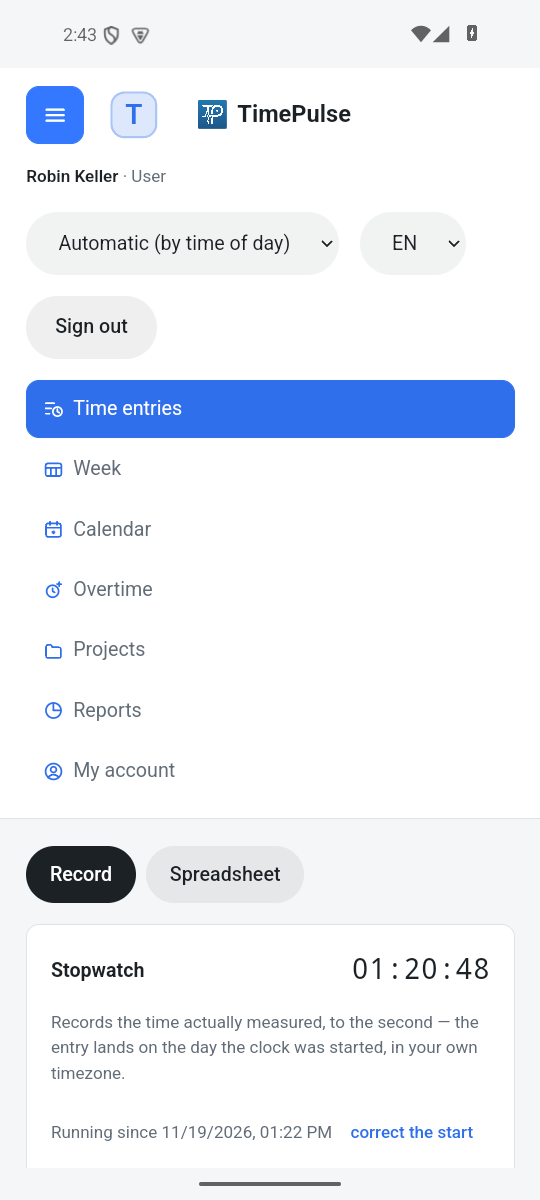 2:43
T
TimePulse
Robin Keller · User
Automatic (by time of day)
EN
Sign out
Time entries
Week
Calendar
Overtime
Projects
Reports
My account
Record
Spreadsheet
Stopwatch
01:20:48
Records the time actually measured, to the second — the
entry lands on the day the clock was started, in your own
timezone.
Running since 11/19/2026, 01:22 PM
correct the start